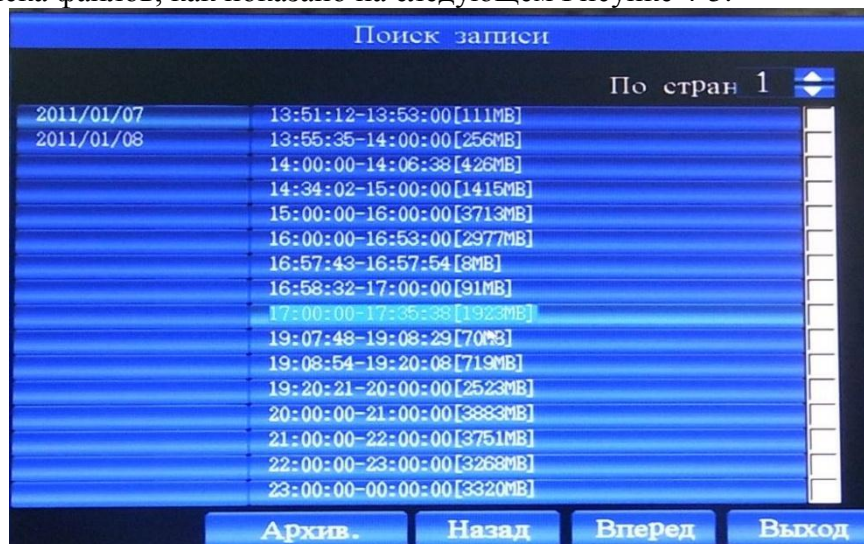 Поиск записи
По стран 1
2011/01/07 13:51:12-13:53:00[111MB]
2011/01/08 13:55:35-14:00:00[256MB]
14:00:00-14:06:38[426MB]
14:34:02-15:00:00[1415MB]
15:00:00-16:00:00[3713MB]
16:00:00-16:53:00[2977MB]
16:57:43-16:57:54[8MB]
16:58:32-17:00:00[91MB]
17:00:00-17:35:38[1923MB]
19:07:48-19:08:29[70MB]
19:08:54-19:20:08[719MB]
19:20:21-20:00:00[2523MB]
20:00:00-21:00:00[3883MB]
21:00:00-22:00:00[3751MB]
22:00:00-23:00:00[3268MB]
23:00:00-00:00:00[3320MB]
Архив. Назад Вперед Выход